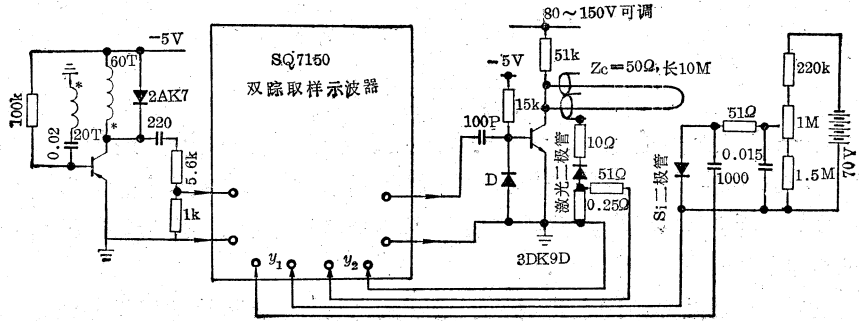 80～150V可调
－5V
60T
100k
*
2AK7
*
20T
0.02
220
5.6k
1k
SQ7150
双踪取样示波器
y1
y2
100P
－5V
15k
51k
Zc＝50Ω，长10M
D
3DK9D
10Ω
激光二极管
51Ω
0.25Ω
Si二极管
51Ω
1000
0.015
220k
1M
1.5M
70V